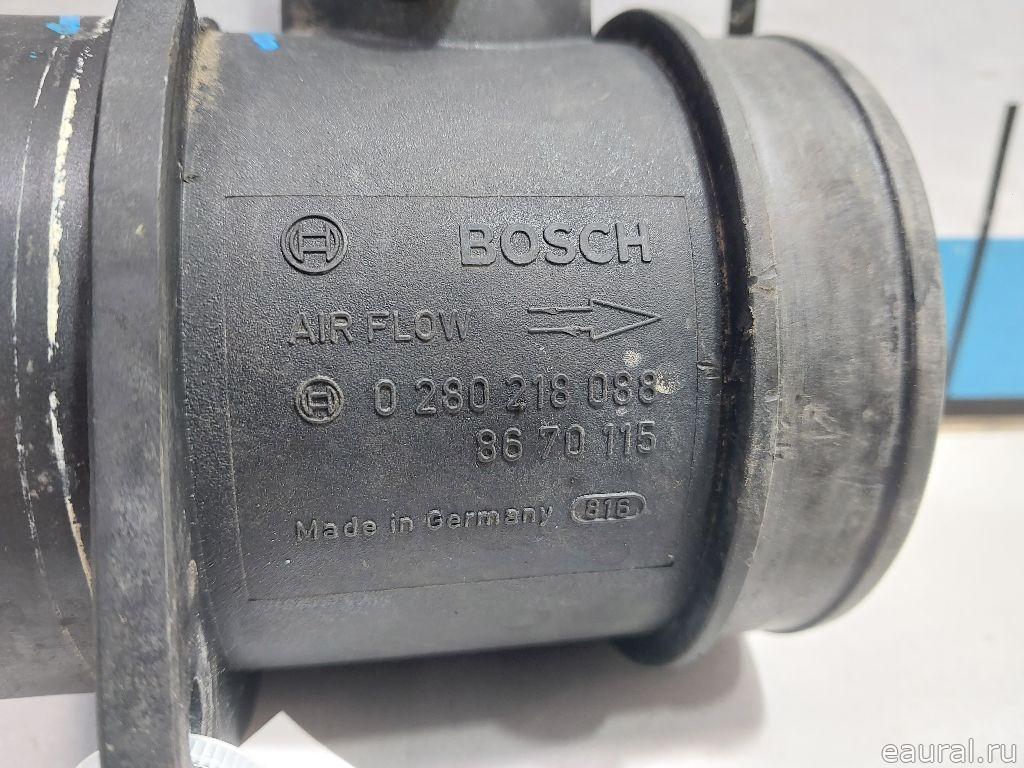 BOSCH
AIR FLOW
0 280 218 088
86 70 115
Made in Germany 816
eaural.ru